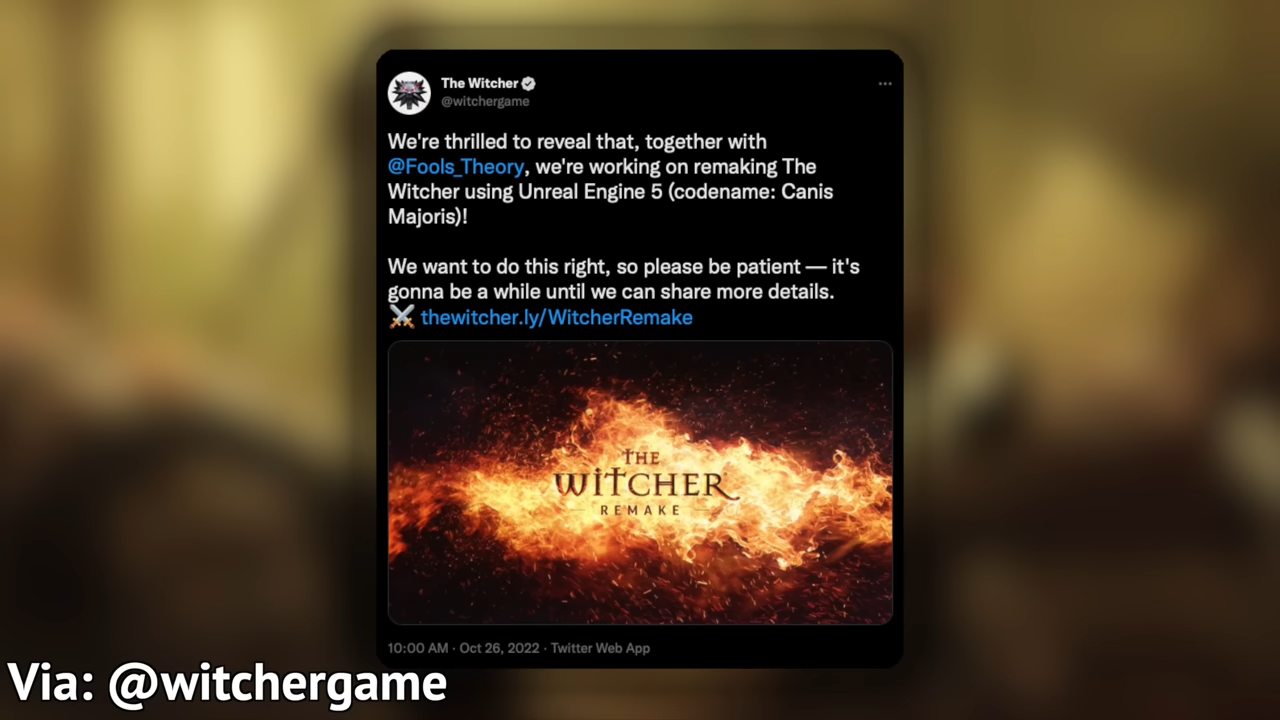 The Witcher
@witchergame
We're thrilled to reveal that, together with
@Fools_Theory, we're working on remaking The
Witcher using Unreal Engine 5 (codename: Canis
Majoris)!
We want to do this right, so please be patient — it's
gonna be a while until we can share more details.
⚔️ thewitcher.ly/WitcherRemake
THE
WITCHER
REMAKE
10:00 AM · Oct 26, 2022 · Twitter Web App
Via: @witchergame